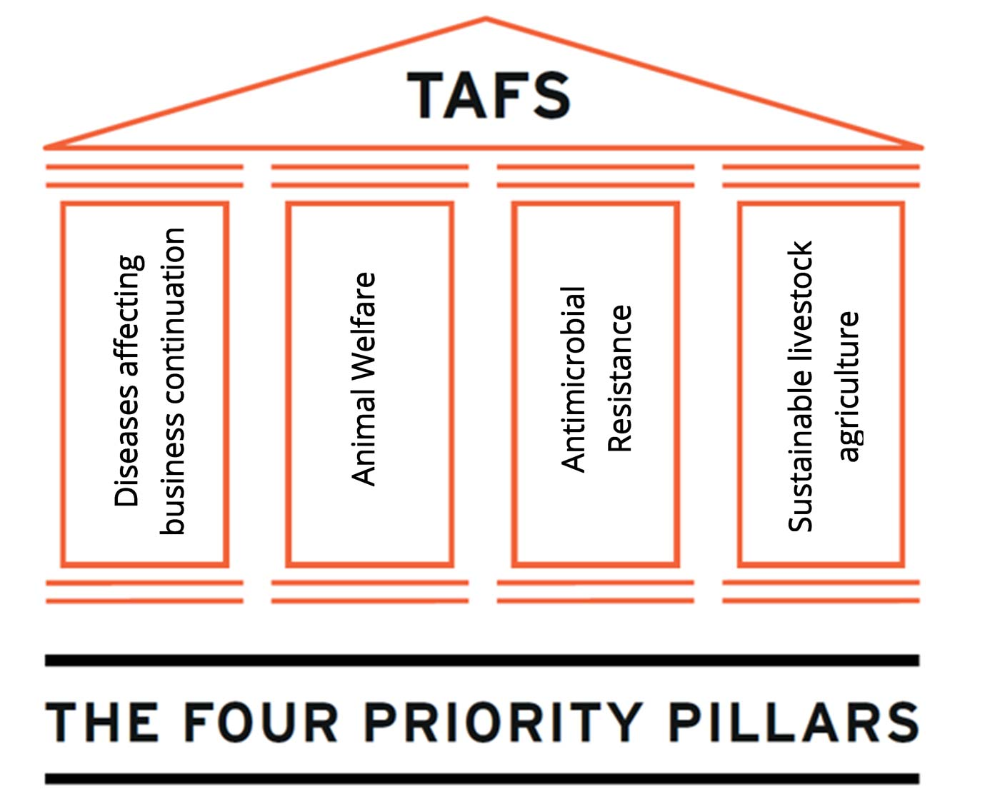 TAFS
Diseases affecting
business continuation
Animal Welfare
Antimicrobial
Resistance
Sustainable livestock
agriculture
THE FOUR PRIORITY PILLARS